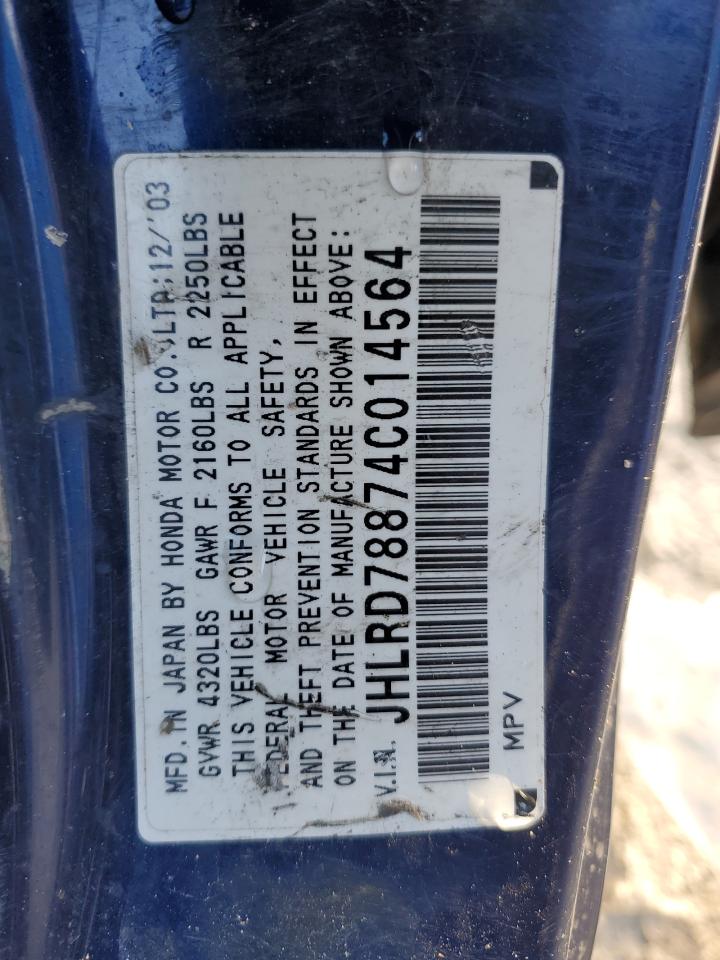 MFD. IN JAPAN BY HONDA MOTOR CO.,LTD.;12/'03
GVWR 4320LBS GAWR F 2160LBS R 2250LBS
THIS VEHICLE CONFORMS TO ALL APPLICABLE
FEDERAL MOTOR VEHICLE SAFETY,
AND THEFT PREVENTION STANDARDS IN EFFECT
ON THE DATE OF MANUFACTURE SHOWN ABOVE:
V.I.N. JHLRD78874C014564
MPV